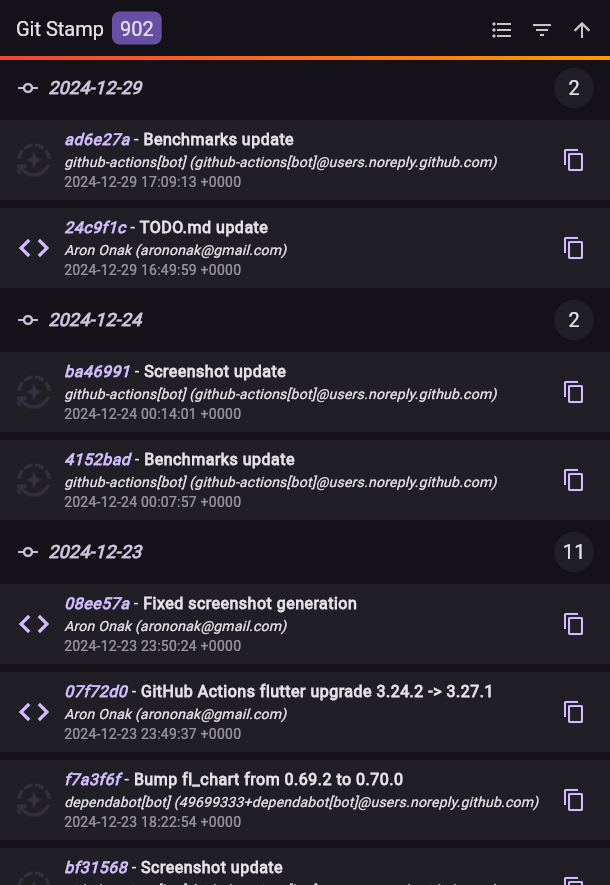 Git Stamp 902
2024-12-29 2
ad6e27a - Benchmarks update
github-actions[bot] (github-actions[bot]@users.noreply.github.com)
2024-12-29 17:09:13 +0000
24c9f1c - TODO.md update
Aron Onak (arononak@gmail.com)
2024-12-29 16:49:59 +0000
2024-12-24 2
ba46991 - Screenshot update
github-actions[bot] (github-actions[bot]@users.noreply.github.com)
2024-12-24 00:14:01 +0000
4152bad - Benchmarks update
github-actions[bot] (github-actions[bot]@users.noreply.github.com)
2024-12-24 00:07:57 +0000
2024-12-23 11
08ee57a - Fixed screenshot generation
Aron Onak (arononak@gmail.com)
2024-12-23 23:50:24 +0000
07f72d0 - GitHub Actions flutter upgrade 3.24.2 -> 3.27.1
Aron Onak (arononak@gmail.com)
2024-12-23 23:49:37 +0000
f7a3f6f - Bump fl_chart from 0.69.2 to 0.70.0
dependabot[bot] (49699333+dependabot[bot]@users.noreply.github.com)
2024-12-23 18:22:54 +0000
bf31568 - Screenshot update